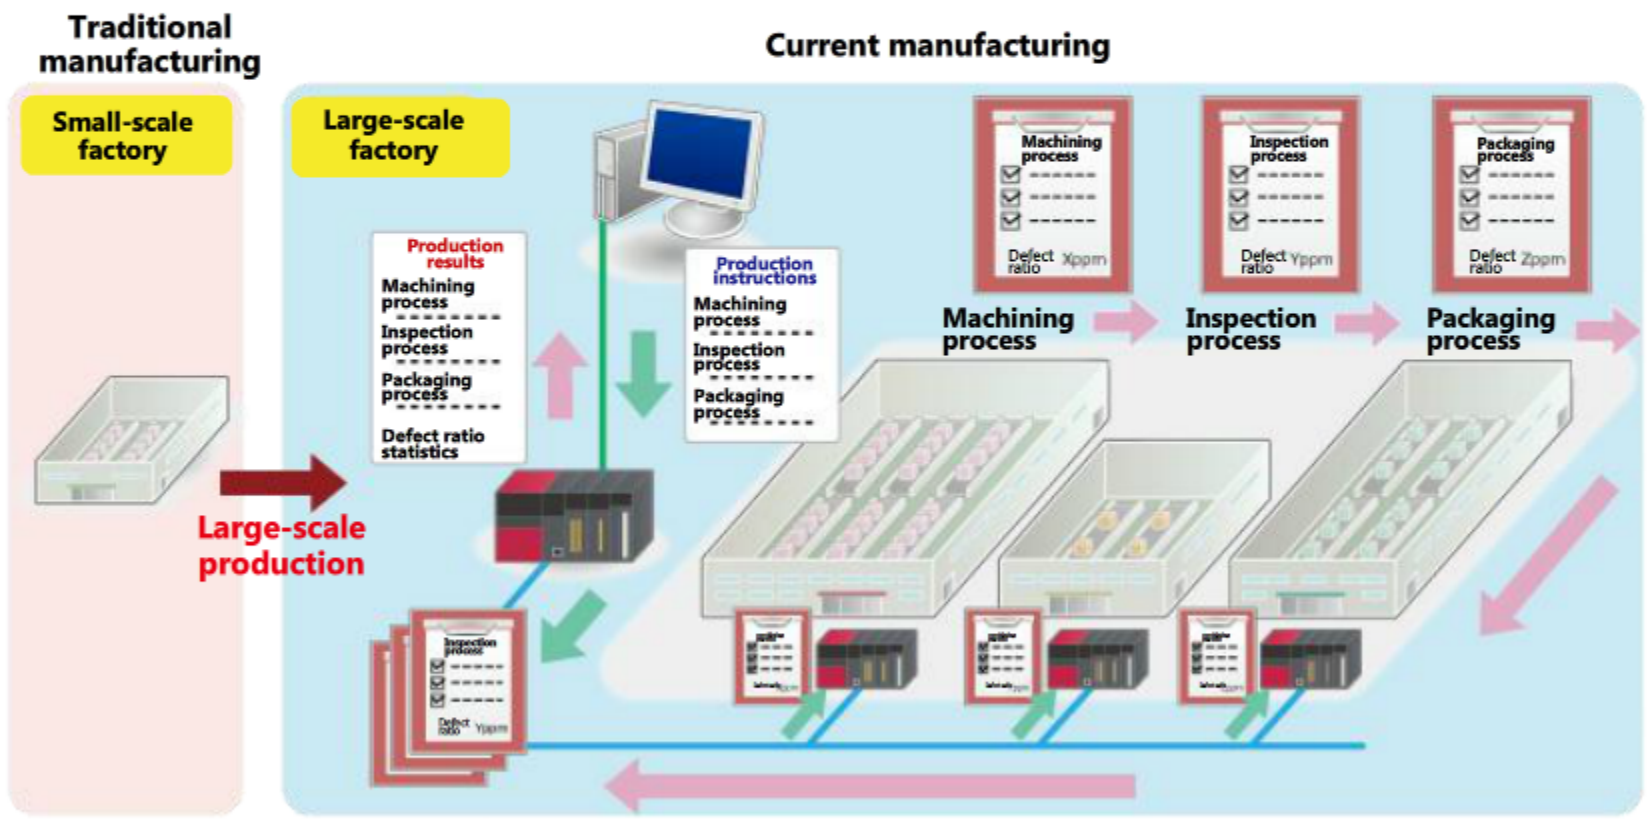 Traditional
manufacturing
Current manufacturing
Small-scale
factory
Large-scale
factory
Large-scale
production
Production
results
Machining
process
Inspection
process
Packaging
process
Defect ratio
statistics
Production
instructions
Machining
process
Inspection
process
Packaging
process
Machining
process
Defect
ratio
Xppm
Inspection
process
Defect
ratio
Yppm
Packaging
process
Defect
ratio
Zppm
Machining
process
Inspection
process
Packaging
process
Inspection
process
Defect
ratio
Yppm